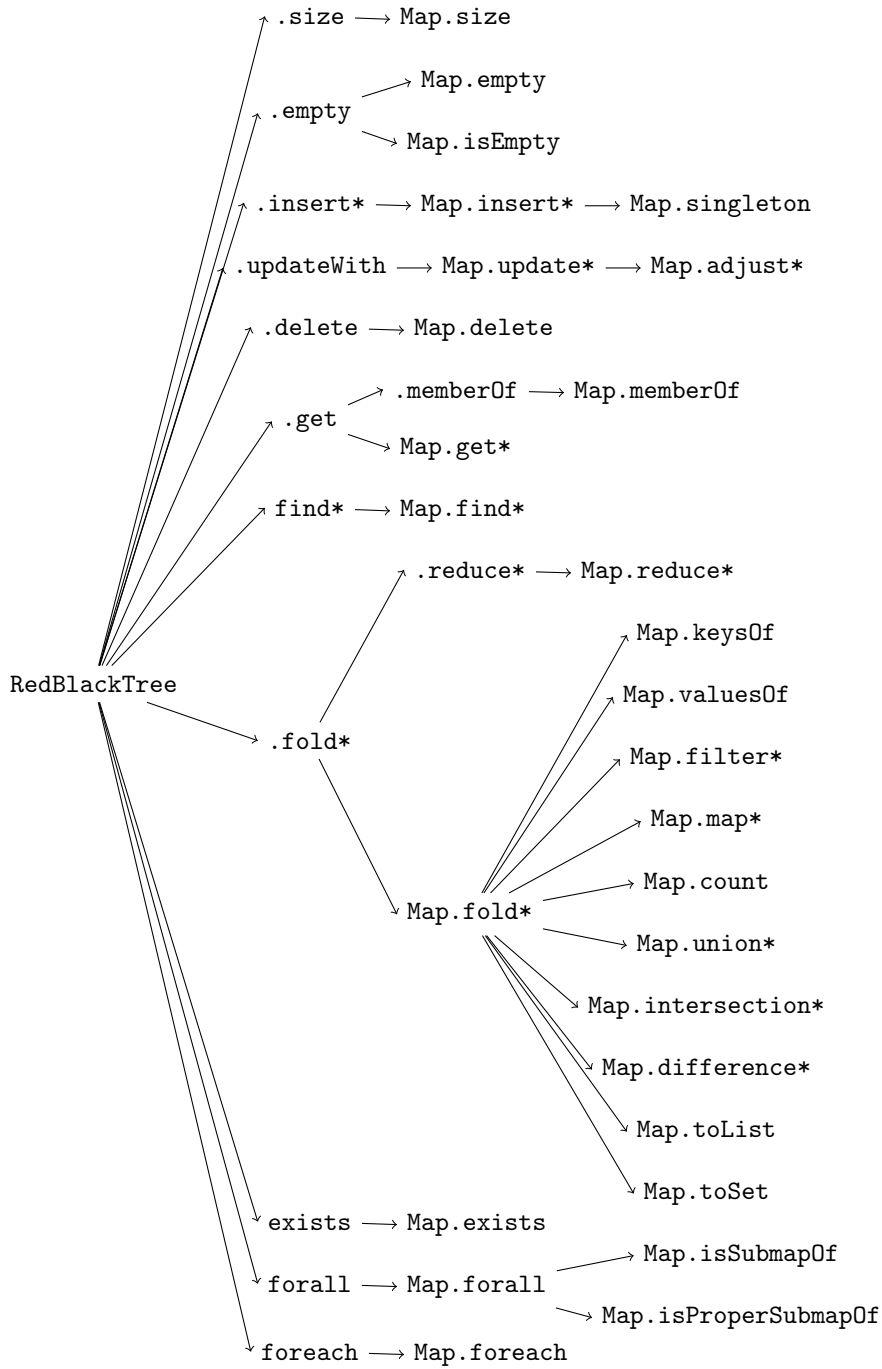 .size Map.size
Map.empty
.empty
Map.isEmpty
.insert* Map.insert* Map.singleton
.updateWith Map.update* Map.adjust*
.delete Map.delete
.memberOf Map.memberOf
.get
Map.get*
find* Map.find*
.reduce* Map.reduce*
Map.keysOf
RedBlackTree
Map.valuesOf
.fold*
Map.filter*
Map.map*
Map.count
Map.fold*
Map.union*
Map.intersection*
Map.difference*
Map.toList
Map.toSet
exists Map.exists
Map.isSubmapOf
forall Map.forall
Map.isProperSubmapOf
foreach Map.foreach